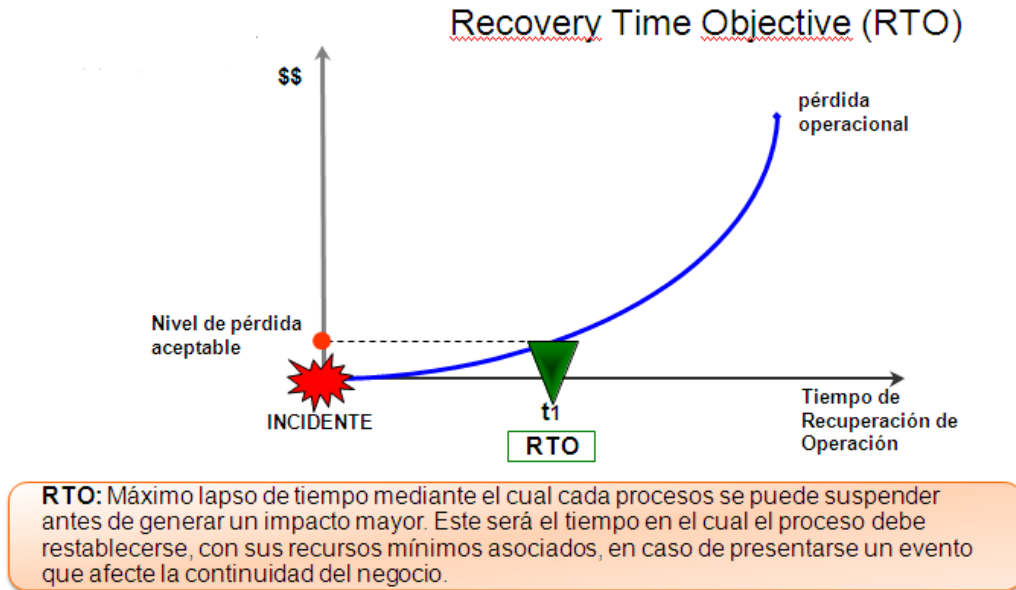 Recovery Time Objective (RTO)
$$
pérdida
operacional
Nivel de pérdida
aceptable
INCIDENTE
t1
RTO
Tiempo de
Recuperación de
Operación
RTO: Máximo lapso de tiempo mediante el cual cada procesos se puede suspender
antes de generar un impacto mayor. Este será el tiempo en el cual el proceso debe
restablecerse, con sus recursos mínimos asociados, en caso de presentarse un evento
que afecte la continuidad del negocio.